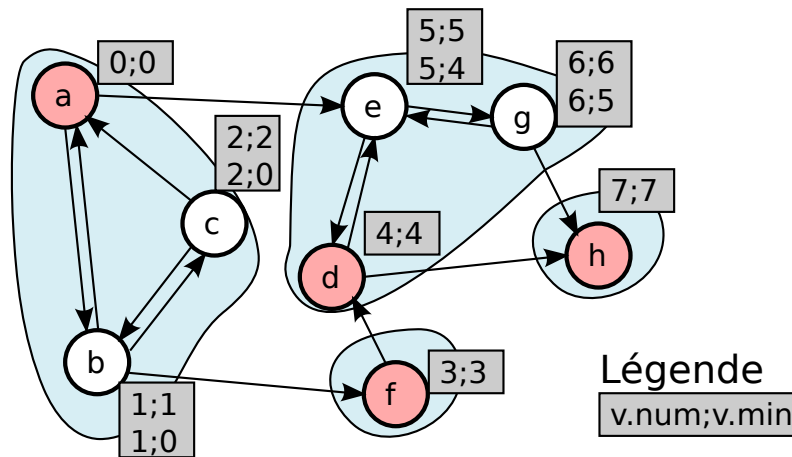 0;0
a
5;5
5;4
6;6
6;5
e
g
2;2
2;0
c
7;7
4;4
h
d
b
1;1
1;0
f
3;3
Légende
v.num;v.min